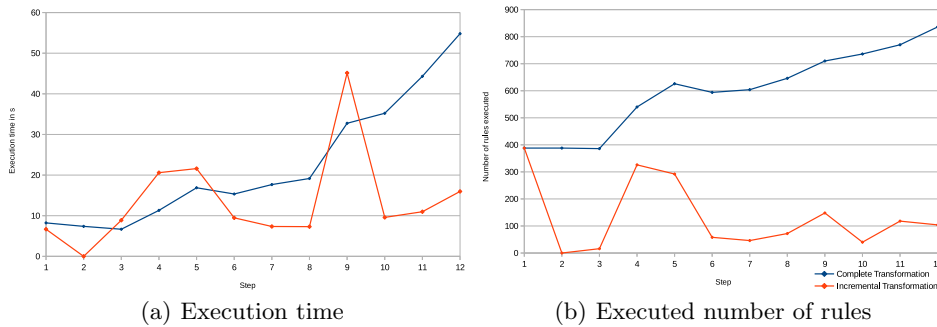 60
50
40
30
20
10
0
Execution time in s
1 2 3 4 5 6 7 8 9 10 11 12
Step
(a) Execution time
900
800
700
600
500
400
300
200
100
0
Number of rules executed
1 2 3 4 5 6 7 8 9 10 11 1
Step
Complete Transformation
Incremental Transformation
(b) Executed number of rules